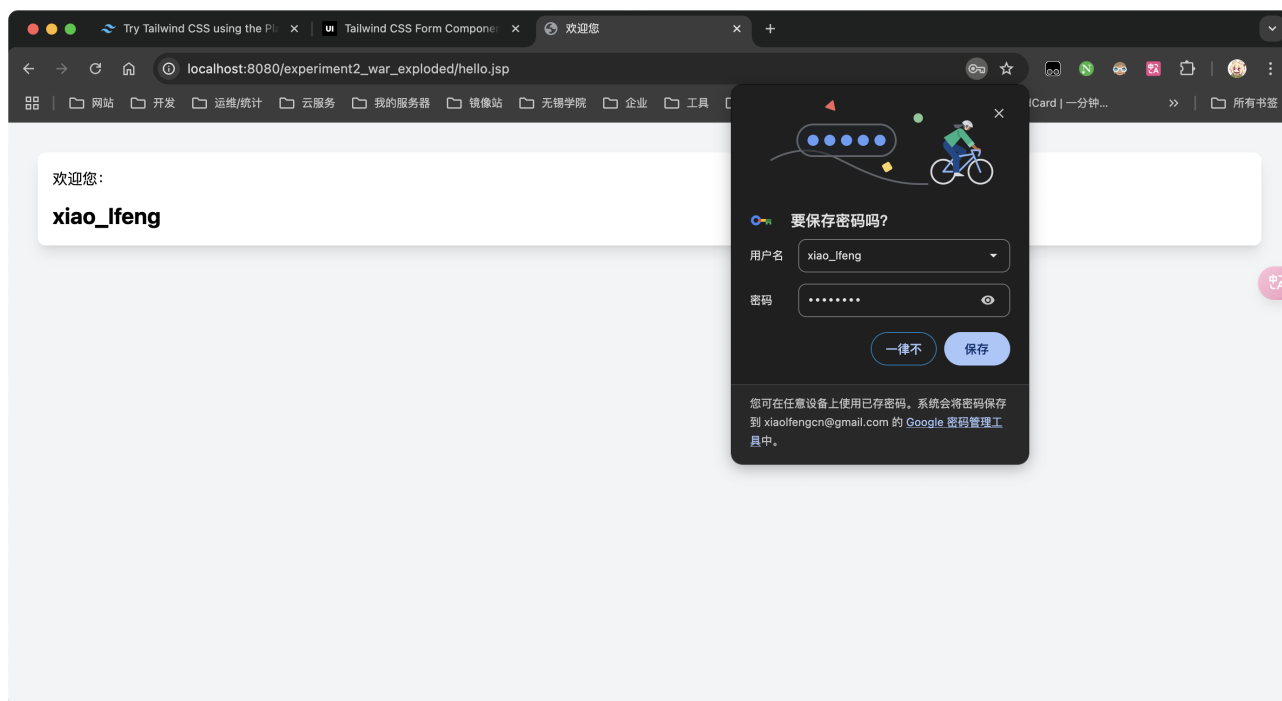 Try Tailwind CSS using the Pla
UI
Tailwind CSS Form Componen
欢迎您
localhost:8080/experiment2_war_exploded/hello.jsp
网站
开发
运维/统计
云服务
我的服务器
镜像站
无锡学院
企业
工具
Card | 一分钟...
所有书签
欢迎您:
xiao_lfeng
要保存密码吗?
用户名
xiao_lfeng
密码
一律不
保存
您可在任意设备上使用已存密码。系统会将密码保存
到 xiaolfengcn@gmail.com 的 Google 密码管理工
具中。